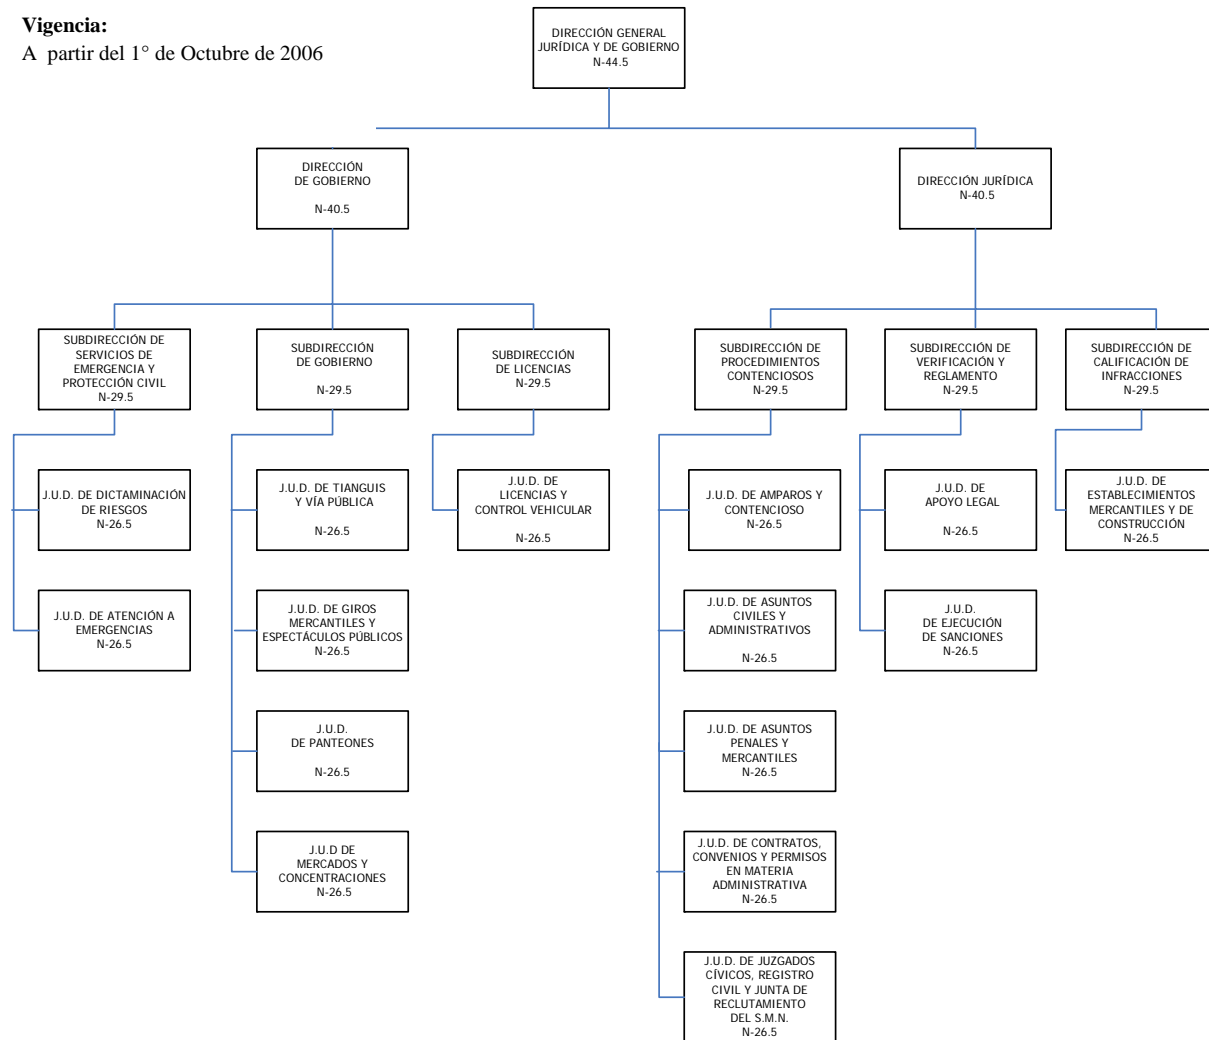 Vigencia:
A partir del 1° de Octubre de 2006
DIRECCIÓN GENERAL
JURÍDICA Y DE GOBIERNO
N-44.5
DIRECCIÓN
DE GOBIERNO
N-40.5
DIRECCIÓN JURÍDICA
N-40.5
SUBDIRECCIÓN DE
SERVICIOS DE
EMERGENCIA Y
PROTECCIÓN CIVIL
N-29.5
SUBDIRECCIÓN
DE GOBIERNO
N-29.5
SUBDIRECCIÓN
DE LICENCIAS
N-29.5
SUBDIRECCIÓN DE
PROCEDIMIENTOS
CONTENCIOSOS
N-29.5
SUBDIRECCIÓN DE
VERIFICACIÓN Y
REGLAMENTO
N-29.5
SUBDIRECCIÓN DE
CALIFICACIÓN DE
INFRACCIONES
N-29.5
J.U.D. DE DICTAMINACIÓN
DE RIESGOS
N-26.5
J.U.D. DE TIANGUIS
Y VÍA PÚBLICA
N-26.5
J.U.D. DE
LICENCIAS Y
CONTROL VEHICULAR
N-26.5
J.U.D. DE AMPAROS Y
CONTENCIOSO
N-26.5
J.U.D. DE
APOYO LEGAL
N-26.5
J.U.D. DE
ESTABLECIMIENTOS
MERCANTILES Y DE
CONSTRUCCIÓN
N-26.5
J.U.D. DE ATENCIÓN A
EMERGENCIAS
N-26.5
J.U.D. DE GIROS
MERCANTILES Y
ESPECTÁCULOS PÚBLICOS
N-26.5
J.U.D. DE ASUNTOS
CIVILES Y
ADMINISTRATIVOS
N-26.5
J.U.D.
DE EJECUCIÓN
DE SANCIONES
N-26.5
J.U.D.
DE PANTEONES
N-26.5
J.U.D. DE ASUNTOS
PENALES Y
MERCANTILES
N-26.5
J.U.D DE
MERCADOS Y
CONCENTRACIONES
N-26.5
J.U.D. DE CONTRATOS,
CONVENIOS Y PERMISOS
EN MATERIA
ADMINISTRATIVA
N-26.5
J.U.D. DE JUZGADOS
CÍVICOS, REGISTRO
CIVIL Y JUNTA DE
RECLUTAMIENTO
DEL S.M.N.
N-26.5